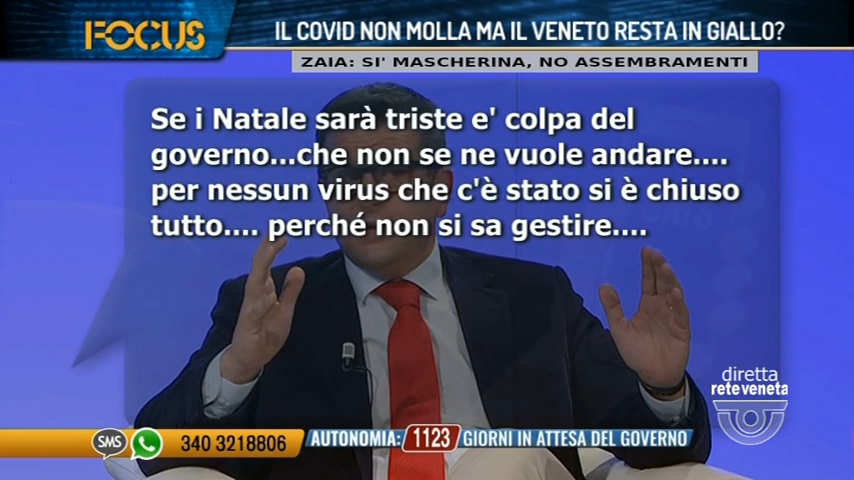 FOCUS
IL COVID NON MOLLA MA IL VENETO RESTA IN GIALLO?
ZAIA: SI' MASCHERINA, NO ASSEMBRAMENTI
Se i Natale sarà triste e' colpa del
governo...che non se ne vuole andare....
per nessun virus che c'è stato si è chiuso
tutto.... perché non si sa gestire....
diretta
reteveneta
SMS 340 3218806
AUTONOMIA: 1123 GIORNI IN ATTESA DEL GOVERNO